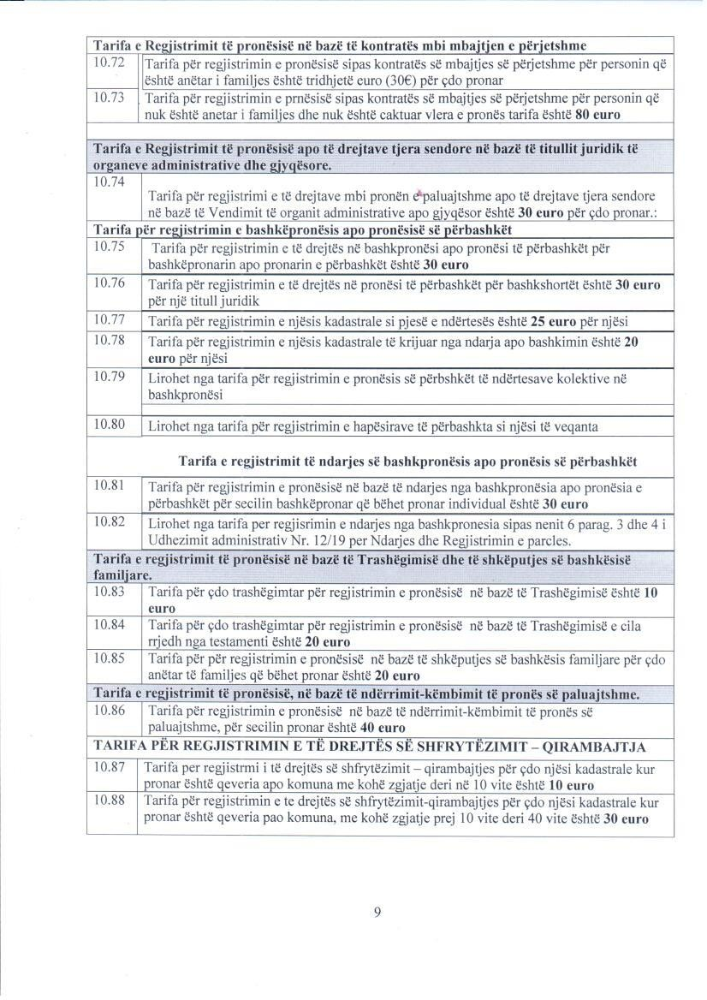 Tarifa e Regjistrimit të pronësisë në bazë të kontratës mbi mbajtjen e përjetshme
10.72 Tarifa për regjistrimin e pronësisë sipas kontratës së mbajtjes së përjetshme për personin që
është anëtar i familjes është tridhjetë euro (30€) për çdo pronar
10.73 Tarifa për regjistrimin e prnësisë sipas kontratës së mbajtjes së përjetshme për personin që
nuk është anetar i familjes dhe nuk është caktuar vlera e pronës tarifa është 80 euro
Tarifa e Regjistrimit të pronësisë apo të drejtave tjera sendore në bazë të titullit juridik të
organeve administrative dhe gjyqësore.
10.74
Tarifa për regjistrimi e të drejtave mbi pronën e paluajtshme apo të drejtave tjera sendore
në bazë të Vendimit të organit administrative apo gjyqësor është 30 euro për çdo pronar.:
Tarifa për regjistrimin e bashkëpronësis apo pronësisë së përbashkët
10.75 Tarifa për regjistrimin e të drejtës në bashkpronësi apo pronësi të përbashkët për
bashkëpronarin apo pronarin e përbashkët është 30 euro
10.76 Tarifa për regjistrimin e të drejtës në pronësi të përbashkët për bashkshortët është 30 euro
për një titull juridik
10.77 Tarifa për regjistrimin e njësis kadastrale si pjesë e ndërtesës është 25 euro për njësi
10.78 Tarifa për regjistrimin e njësis kadastrale të krijuar nga ndarja apo bashkimin është 20
euro për njësi
10.79 Lirohet nga tarifa për regjistrimin e pronësis së përbshkët të ndërtesave kolektive në
bashkpronësi
10.80 Lirohet nga tarifa për regjistrimin e hapësirave të përbashkta si njësi të veqanta
Tarifa e regjistrimit të ndarjes së bashkpronësis apo pronësis së përbashkët
10.81 Tarifa për regjistrimin e pronësisë në bazë të ndarjes nga bashkpronësia apo pronësia e
përbashkët për secilin bashkëpronar që bëhet pronar individual është 30 euro
10.82 Lirohet nga tarifa per regjisrimin e ndarjes nga bashkpronesia sipas nenit 6 parag. 3 dhe 4 i
Udhezimit administrativ Nr. 12/19 per Ndarjes dhe Regjistrimin e parcles.
Tarifa e regjistrimit të pronësisë në bazë të Trashëgimisë dhe të shkëputjes së bashkësisë
familjare.
10.83 Tarifa për çdo trashëgimtar për regjistrimin e pronësisë në bazë të Trashëgimisë është 10
euro
10.84 Tarifa për çdo trashëgimtar për regjistrimin e pronësisë në bazë të Trashëgimisë e cila
rrjedh nga testamenti është 20 euro
10.85 Tarifa për për regjistrimin e pronësisë në bazë të shkëputjes së bashkësis familjare për çdo
anëtar të familjes që bëhet pronar është 20 euro
Tarifa e regjistrimit të pronësisë, në bazë të ndërrimit-këmbimit të pronës së paluajtshme.
10.86 Tarifa për regjistrimin e pronësisë në bazë të ndërrimit-këmbimit të pronës së
paluajtshme, për secilin pronar është 40 euro
TARIFA PËR REGJISTRIMIN E TË DREJTËS SË SHFRYTËZIMIT – QIRAMBAJTJA
10.87 Tarifa per regjistrmi i të drejtës së shfrytëzimit – qirambajtjes për çdo njësi kadastrale kur
pronar është qeveria apo komuna me kohë zgjatje deri në 10 vite është 10 euro
10.88 Tarifa për regjistrimin e te drejtës së shfrytëzimit-qirambajtjes për çdo njësi kadastrale kur
pronar është qeveria pao komuna, me kohë zgjatje prej 10 vite deri 40 vite është 30 euro
9